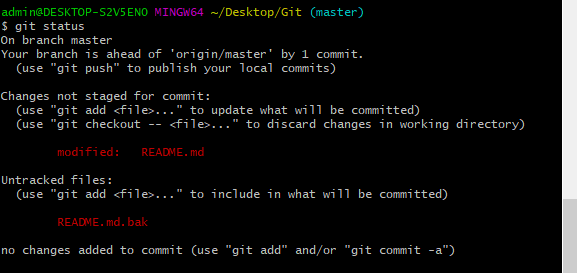 admin@DESKTOP-S2V5ENO MINGW64 ~/Desktop/Git (master)
$ git status
On branch master
Your branch is ahead of 'origin/master' by 1 commit.
  (use "git push" to publish your local commits)

Changes not staged for commit:
  (use "git add <file>..." to update what will be committed)
  (use "git checkout -- <file>..." to discard changes in working directory)

        modified:   README.md

Untracked files:
  (use "git add <file>..." to include in what will be committed)

        README.md.bak

no changes added to commit (use "git add" and/or "git commit -a")